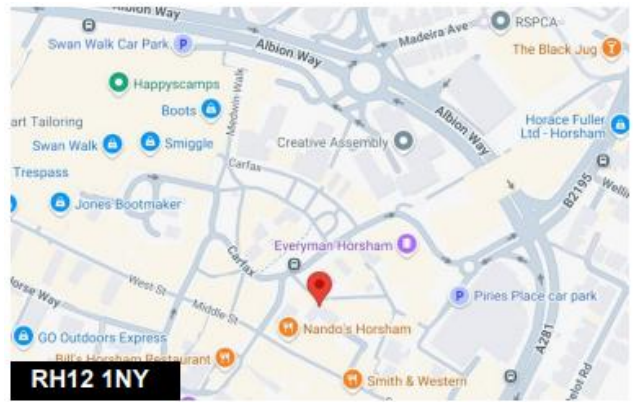 Albion Way
RSPCA
Swan Walk Car Park P
Albion Way
Madeira Ave
The Black Jug
Happyscamps
Medwin Walk
Boots
art Tailoring
Albion Way
Horace Fuller
Ltd - Horsham
Swan Walk
Smiggle
Creative Assembly
Carfax
Trespass
B2195
Jones Bootmaker
Everyman Horsham
Carfax
West St
Middle St
P Piries Place car park
orse Way
Nando's Horsham
GO Outdoors Express
A281
Bill's Horsham Restaurant
Smith & Western
RH12 1NY